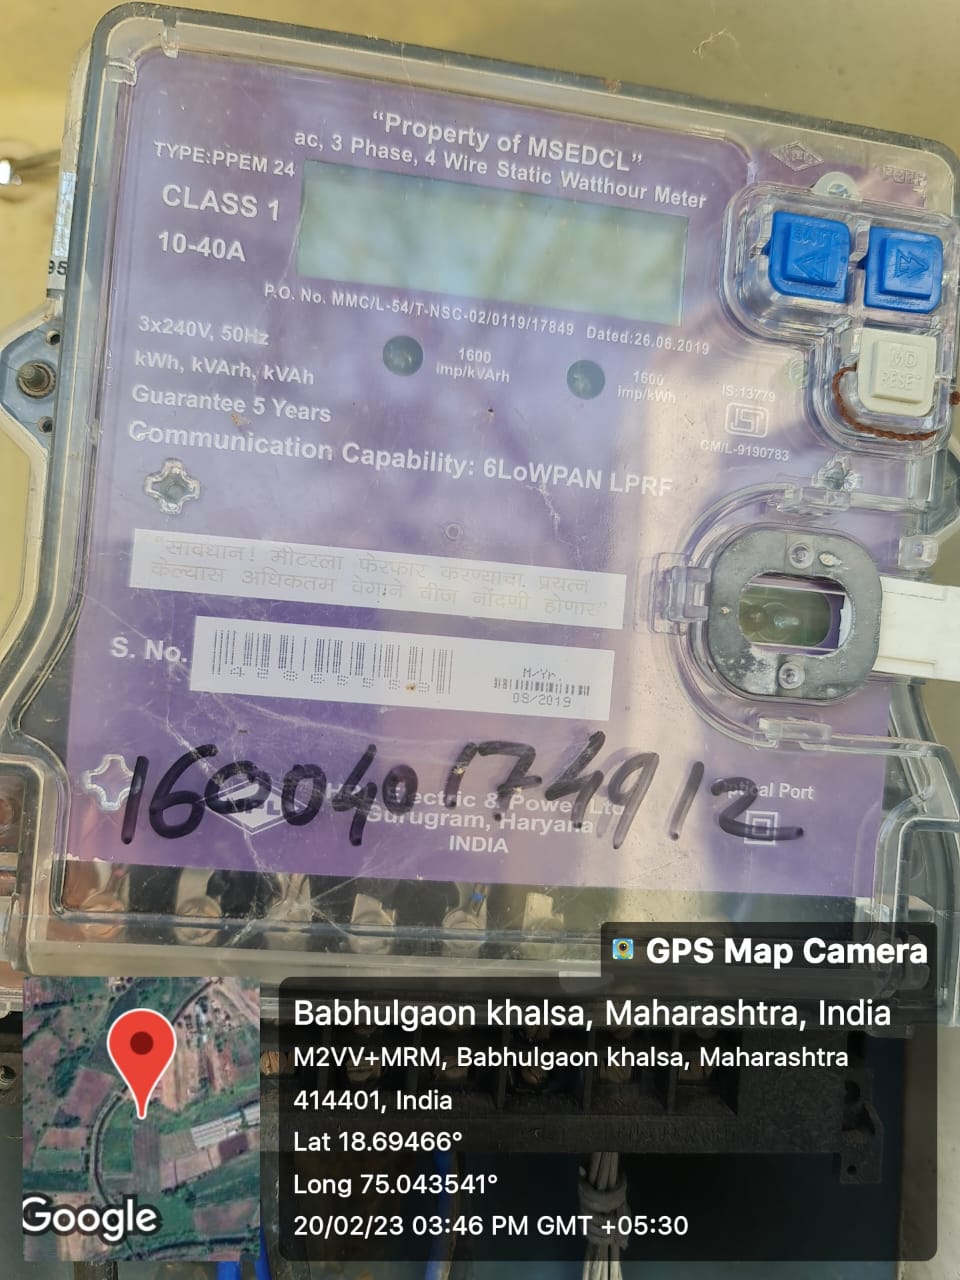 “Property of MSEDCL”
ac, 3 Phase, 4 Wire Static Watthour Meter
TYPE:PPEM 24
CLASS 1
10-40A
P.O. No. MMC/L-54/T-NSC-02/0119/17849 Dated:26.06.2019
3x240V, 50Hz
kWh, kVArh, kVAh
Guarantee 5 Years
Communication Capability: 6LoWPAN LPRF
1600
imp/kVArh
1600
imp/kWh
BATT
MD
RESET
IS:13779
CM/L-9190783
“सावधान! मीटरला फेरफार करण्याचा प्रयत्न
केल्यास अधिकतम वेगाने वीज नोंदणी होणार”
S. No.
M/Yr.
08/2019
160040174912
HPL Electric & Power Ltd
Gurugram, Haryana
INDIA
Optical Port
GPS Map Camera
Babhulgaon khalsa, Maharashtra, India
M2VV+MRM, Babhulgaon khalsa, Maharashtra
414401, India
Lat 18.69466°
Long 75.043541°
20/02/23 03:46 PM GMT +05:30
Google